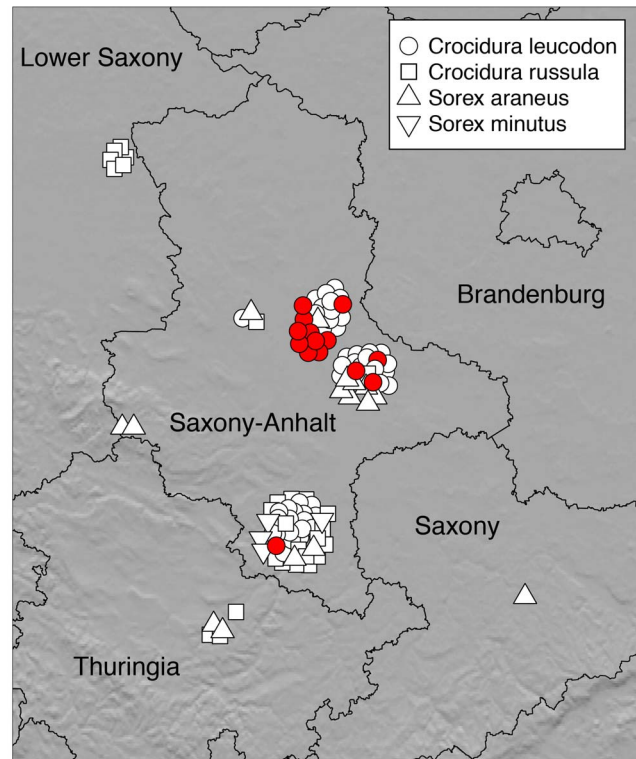 Lower Saxony
Crocidura leucodon
Crocidura russula
Sorex araneus
Sorex minutus
Brandenburg
Saxony-Anhalt
Saxony
Thuringia